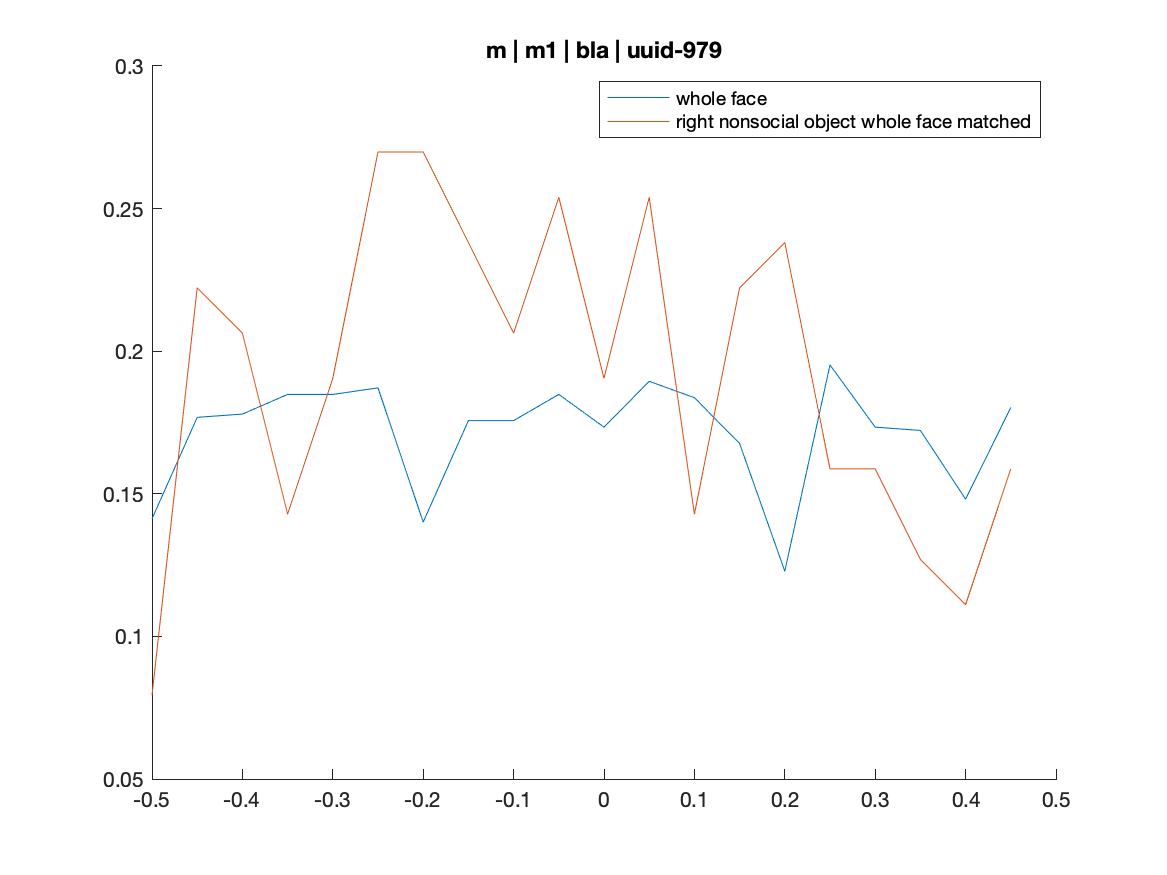 m | m1 | bla | uuid-979
whole face
right nonsocial object whole face matched
0.3
0.25
0.2
0.15
0.1
0.05
-0.5 -0.4 -0.3 -0.2 -0.1 0 0.1 0.2 0.3 0.4 0.5